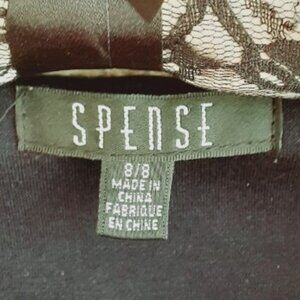 SPENSE
8/8
MADE IN
CHINA
FABRIQUE
EN CHINE